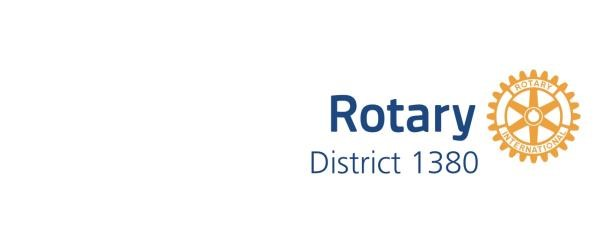 Rotary
District 1380
ROTARY
INTERNATIONAL